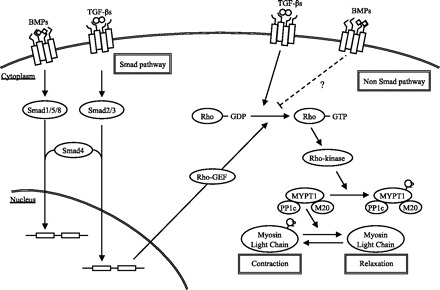 BMPs
TGF-βs
TGF-βs
BMPs
Smad pathway
Non Smad pathway
Cytoplasm
?
Smad1/5/8
Smad2/3
Rho
GDP
Rho
GTP
Smad4
Rho-kinase
Rho-GEF
Nucleus
MYPT1
PP1c
M20
MYPT1
PP1c
M20
P
P
Myosin
Light Chain
Myosin
Light Chain
Contraction
Relaxation